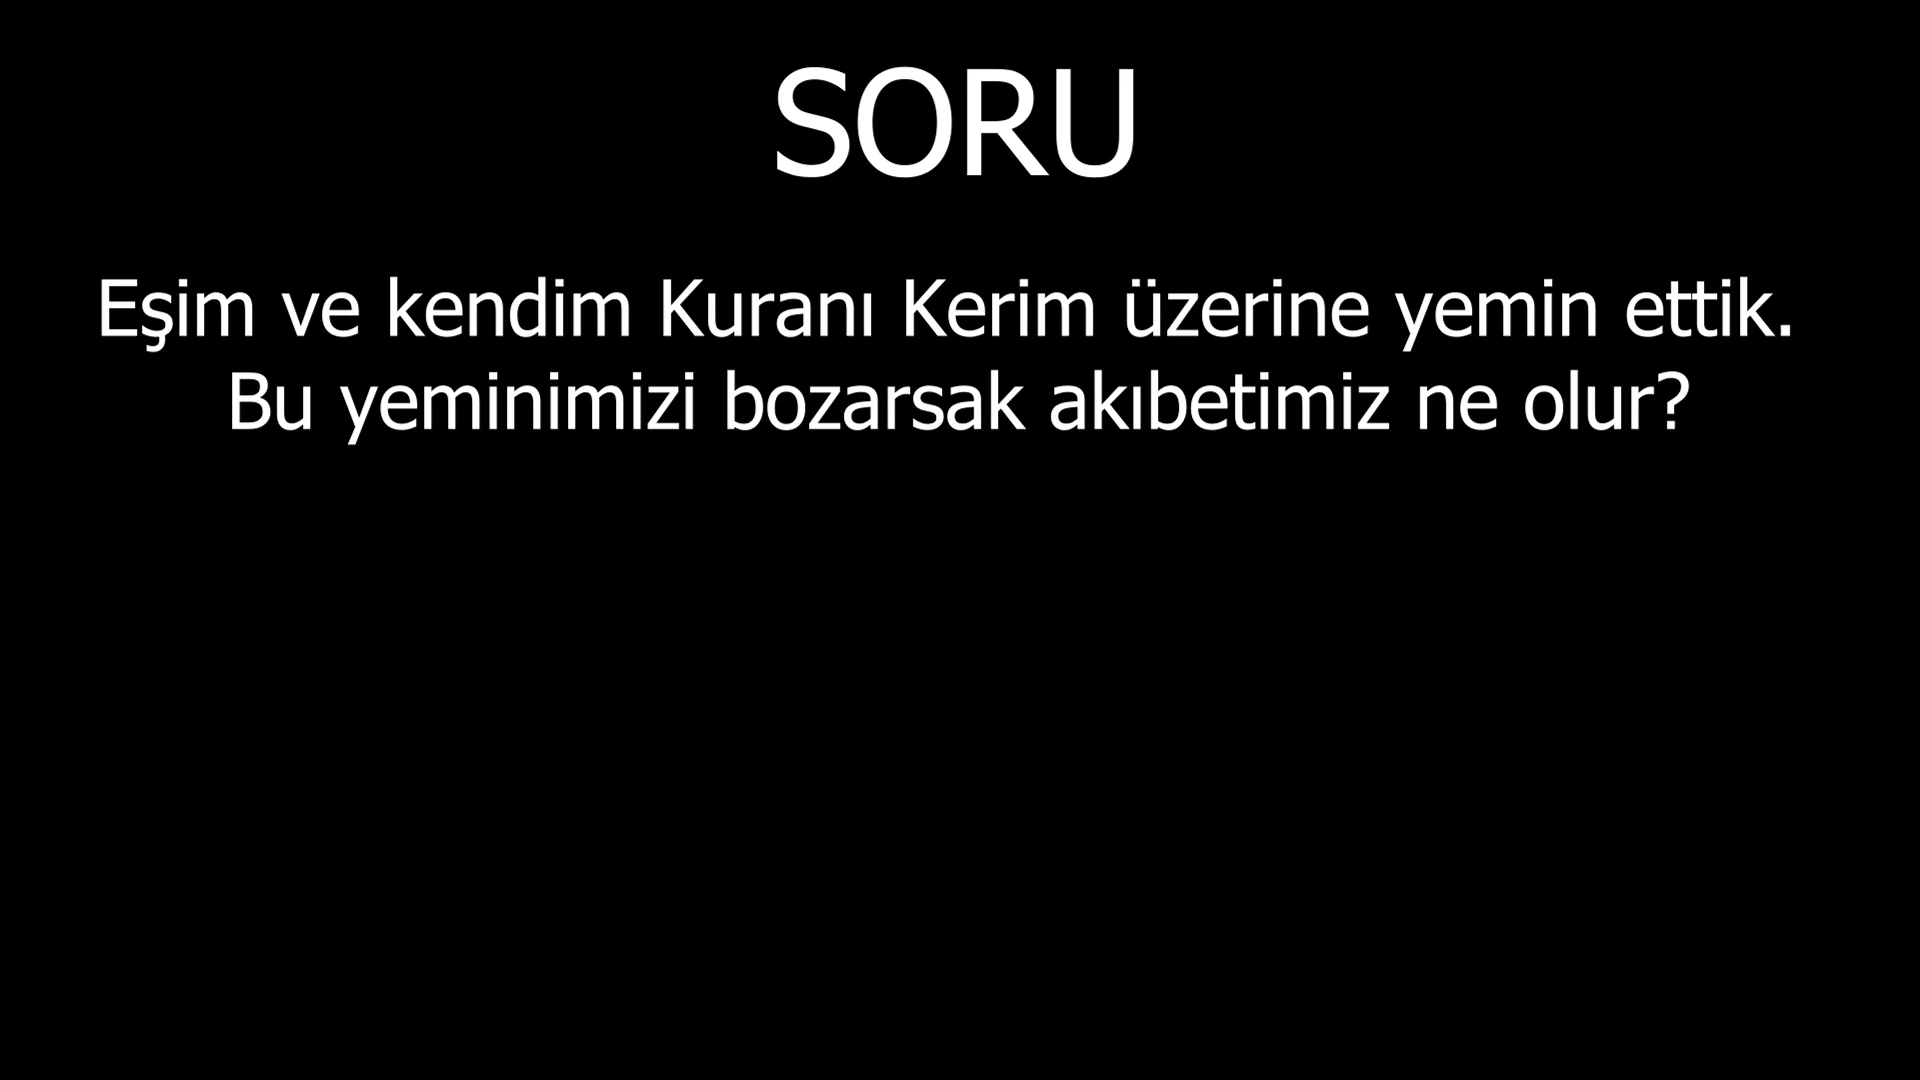 SORU
Eşim ve kendim Kuranı Kerim üzerine yemin ettik.
Bu yeminimizi bozarsak akıbetimiz ne olur?